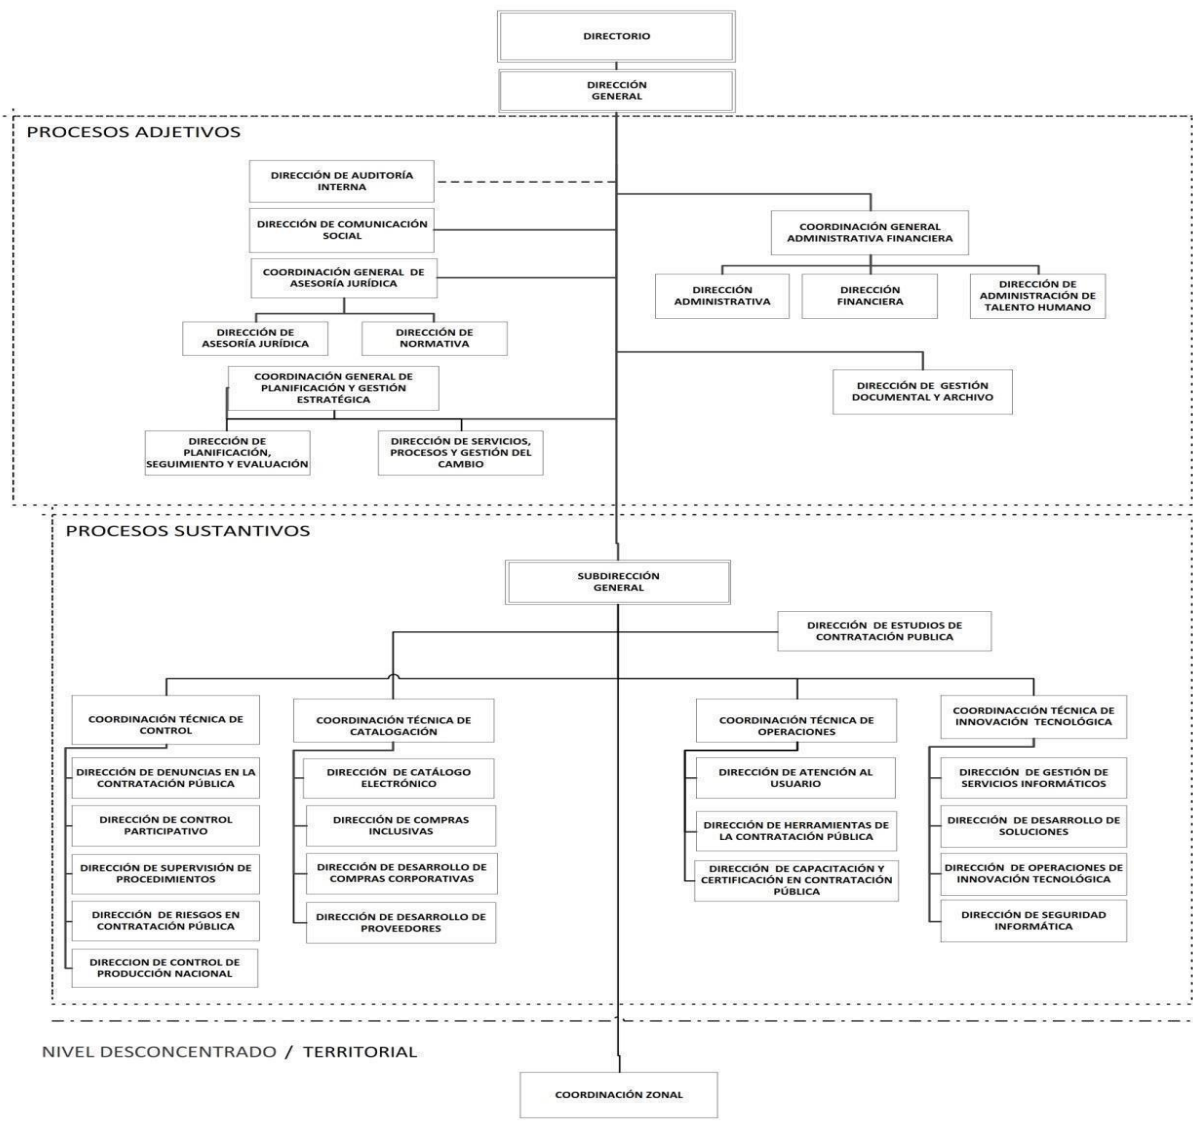 DIRECTORIO
DIRECCIÓN
GENERAL
PROCESOS ADJETIVOS
DIRECCIÓN DE AUDITORÍA
INTERNA
DIRECCIÓN DE COMUNICACIÓN
SOCIAL
COORDINACIÓN GENERAL DE
ASESORÍA JURÍDICA
DIRECCIÓN DE
ASESORÍA JURÍDICA
DIRECCIÓN DE
NORMATIVA
COORDINACIÓN GENERAL DE
PLANIFICACIÓN Y GESTIÓN
ESTRATÉGICA
DIRECCIÓN DE
PLANIFICACIÓN,
SEGUIMIENTO Y EVALUACIÓN
DIRECCIÓN DE SERVICIOS,
PROCESOS Y GESTIÓN DEL
CAMBIO
COORDINACIÓN GENERAL
ADMINISTRATIVA FINANCIERA
DIRECCIÓN
ADMINISTRATIVA
DIRECCIÓN
FINANCIERA
DIRECCIÓN DE
ADMINISTRACIÓN DE
TALENTO HUMANO
DIRECCIÓN DE GESTIÓN
DOCUMENTAL Y ARCHIVO
PROCESOS SUSTANTIVOS
SUBDIRECCIÓN
GENERAL
DIRECCIÓN DE ESTUDIOS DE
CONTRATACIÓN PUBLICA
COORDINACIÓN TÉCNICA DE
CONTROL
DIRECCIÓN DE DENUNCIAS EN LA
CONTRATACIÓN PÚBLICA
DIRECCIÓN DE CONTROL
PARTICIPATIVO
DIRECCIÓN DE SUPERVISIÓN DE
PROCEDIMIENTOS
DIRECCIÓN DE RIESGOS EN
CONTRATACIÓN PÚBLICA
DIRECCION DE CONTROL DE
PRODUCCIÓN NACIONAL
COORDINACIÓN TÉCNICA DE
CATALOGACIÓN
DIRECCIÓN DE CATÁLOGO
ELECTRÓNICO
DIRECCIÓN DE COMPRAS
INCLUSIVAS
DIRECCIÓN DE DESARROLLO DE
COMPRAS CORPORATIVAS
DIRECCIÓN DE DESARROLLO DE
PROVEEDORES
COORDINACIÓN TÉCNICA DE
OPERACIONES
DIRECCIÓN DE ATENCIÓN AL
USUARIO
DIRECCIÓN DE HERRAMIENTAS DE
LA CONTRATACIÓN PÚBLICA
DIRECCIÓN DE CAPACITACIÓN Y
CERTIFICACIÓN EN CONTRATACIÓN
PÚBLICA
COORDINACCIÓN TÉCNICA DE
INNOVACIÓN TECNOLÓGICA
DIRECCIÓN DE GESTIÓN DE
SERVICIOS INFORMÁTICOS
DIRECCIÓN DE DESARROLLO DE
SOLUCIONES
DIRECCIÓN DE OPERACIONES DE
INNOVACIÓN TECNOLÓGICA
DIRECCIÓN DE SEGURIDAD
INFORMÁTICA
NIVEL DESCONCENTRADO / TERRITORIAL
COORDINACIÓN ZONAL